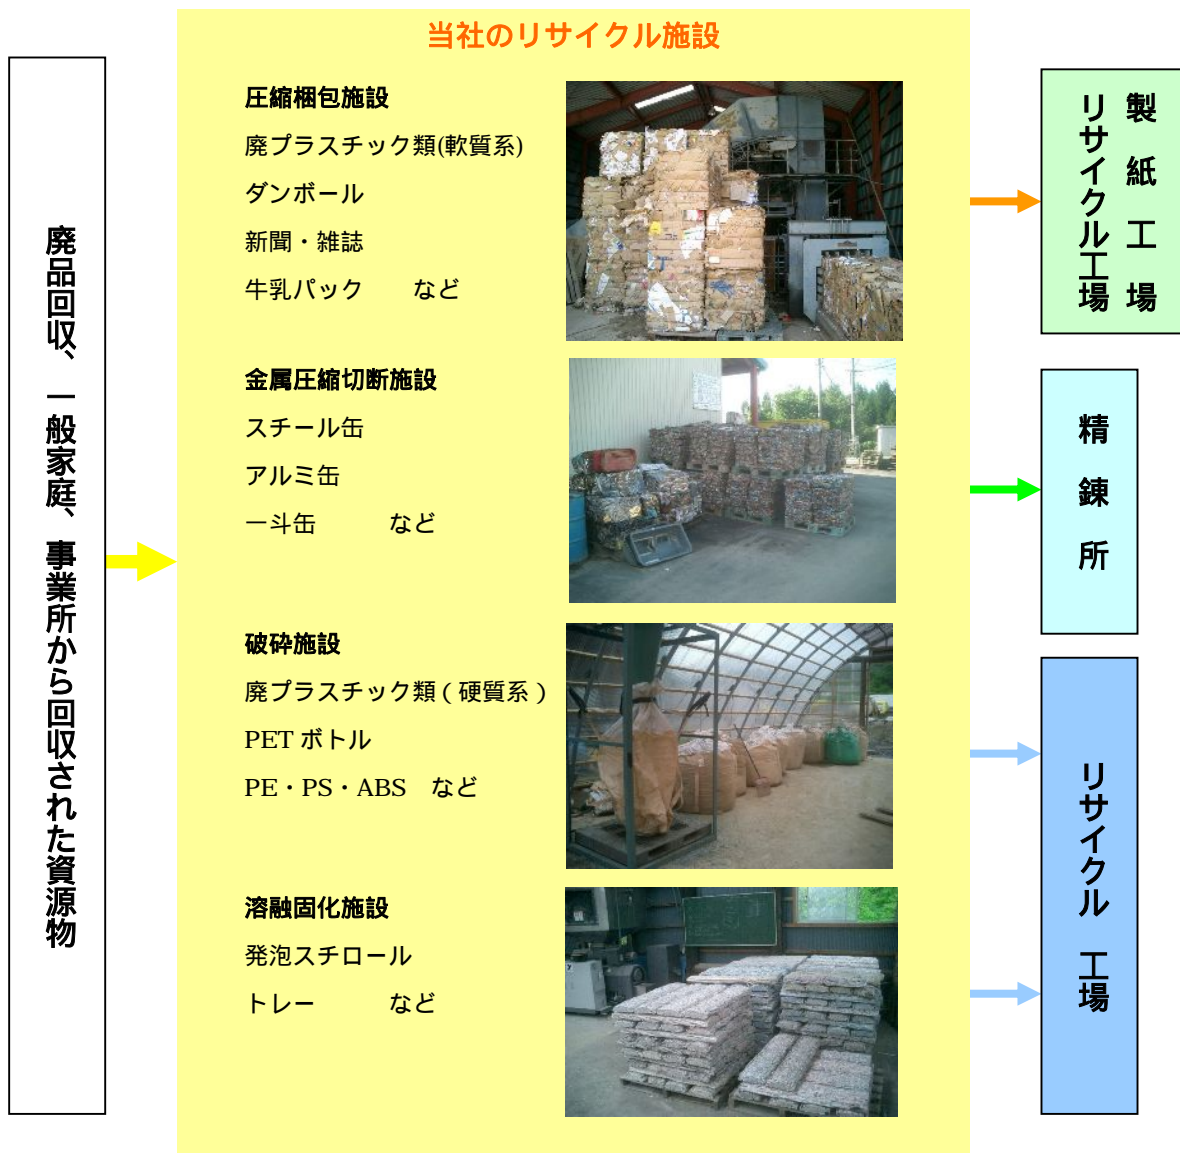 当社のリサイクル施設
廃品回収、一般家庭、事業所から回収された資源物
圧縮梱包施設
廃プラスチック類(軟質系)
ダンボール
新聞・雑誌
牛乳パック　　など
金属圧縮切断施設
スチール缶
アルミ缶
一斗缶　　　など
破砕施設
廃プラスチック類（硬質系）
PET ボトル
PE・PS・ABS　など
溶融固化施設
発泡スチロール
トレー　　　など
製紙工場
リサイクル工場
精錬所
リサイクル 工場